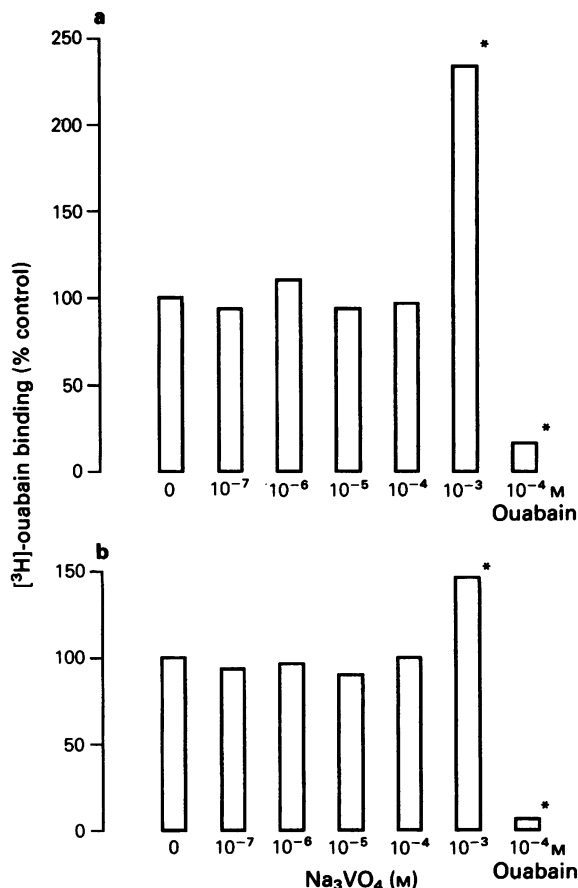 a
[³H]-ouabain binding (% control)
250
200
150
100
50
0
*
*
0 10⁻⁷ 10⁻⁶ 10⁻⁵ 10⁻⁴ 10⁻³ 10⁻⁴ M
Ouabain
b
150
100
50
0
*
*
0 10⁻⁷ 10⁻⁶ 10⁻⁵ 10⁻⁴ 10⁻³ 10⁻⁴ M
Na₃VO₄ (M) Ouabain